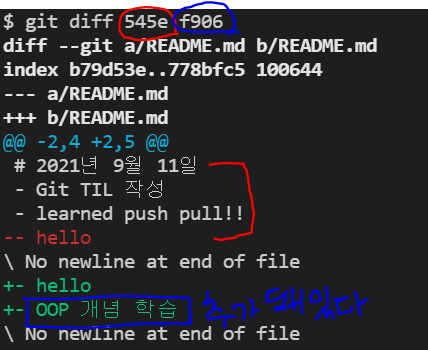 $ git diff 545e f906
diff --git a/README.md b/README.md
index b79d53e..778bfc5 100644
--- a/README.md
+++ b/README.md
@@ -2,4 +2,5 @@
# 2021년 9월 11일
- Git TIL 작성
- learned push pull!!
-- hello
\ No newline at end of file
+- hello
+- OOP 개념 학습 추가돼있다
\ No newline at end of file